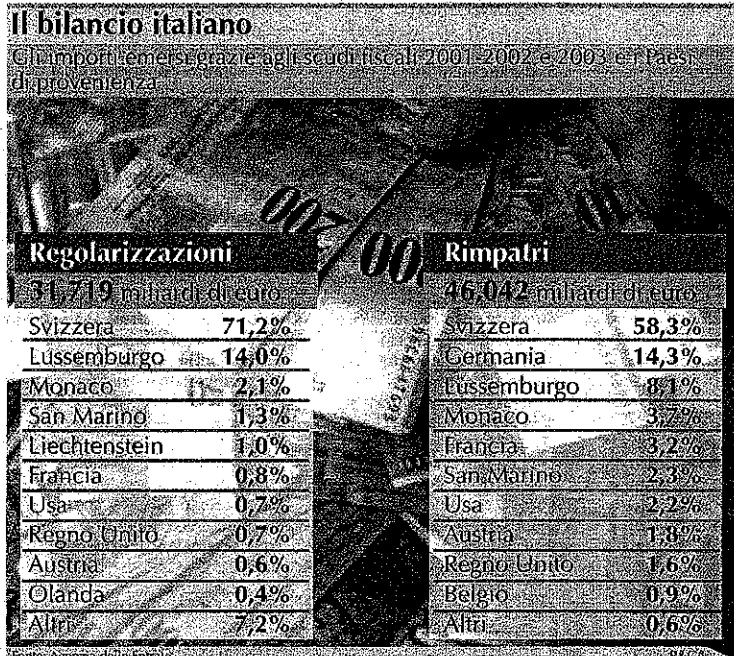 Il bilancio italiano
Gli importi emersi grazie agli scudi fiscali 2001-2002 e 2003 e i Paesi
di provenienza
200
00
10
Regolarizzazioni
31,719 miliardi di euro
Svizzera 71,2%
Lussemburgo 14,0%
Monaco 2,1%
San Marino 1,3%
Liechtenstein 1,0%
Francia 0,8%
Usa 0,7%
Regno Unito 0,7%
Austria 0,6%
Olanda 0,4%
Altri 7,2%
Rimpatri
46,042 miliardi di euro
Svizzera 58,3%
Germania 14,3%
Lussemburgo 8,1%
Monaco 3,7%
Francia 3,2%
San Marino 2,3%
Usa 2,2%
Austria 1,8%
Regno Unito 1,6%
Belgio 0,9%
Altri 0,6%